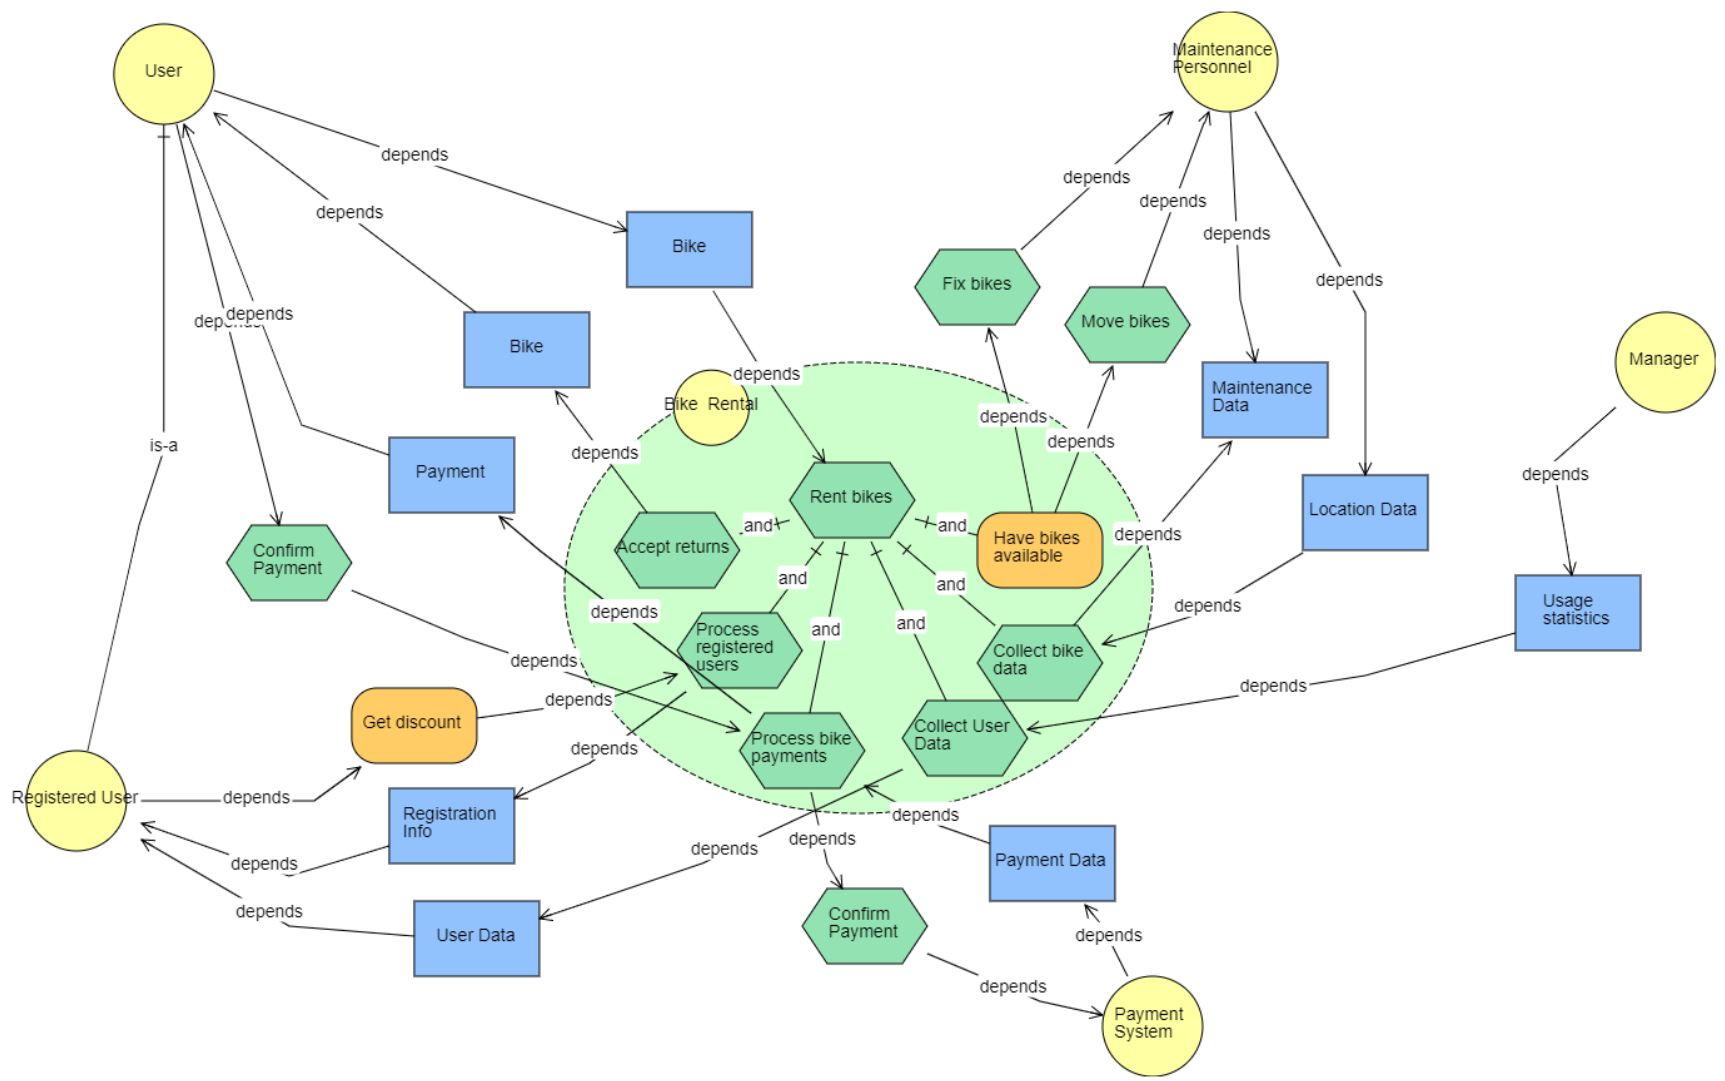 User
Maintenance
Personnel
depends
depends
depends
depends
depends
Bike
depends
Fix bikes
depends
depends
depends
Move bikes
Bike
Manager
depends
Bike  Rental
Maintenance
Data
depends
depends
is-a
depends
Payment
depends
Rent bikes
Usage
statistics
Location Data
and
and
Have bikes
available
depends
Accept returns
Confirm
Payment
and
and
depends
depends
and
and
Process
registered
users
Collect bike
data
depends
depends
depends
Get discount
Process bike
payments
Collect User
Data
depends
Registered User
depends
Registration
Info
depends
depends
depends
depends
Payment Data
depends
User Data
Confirm
Payment
depends
depends
Payment
System